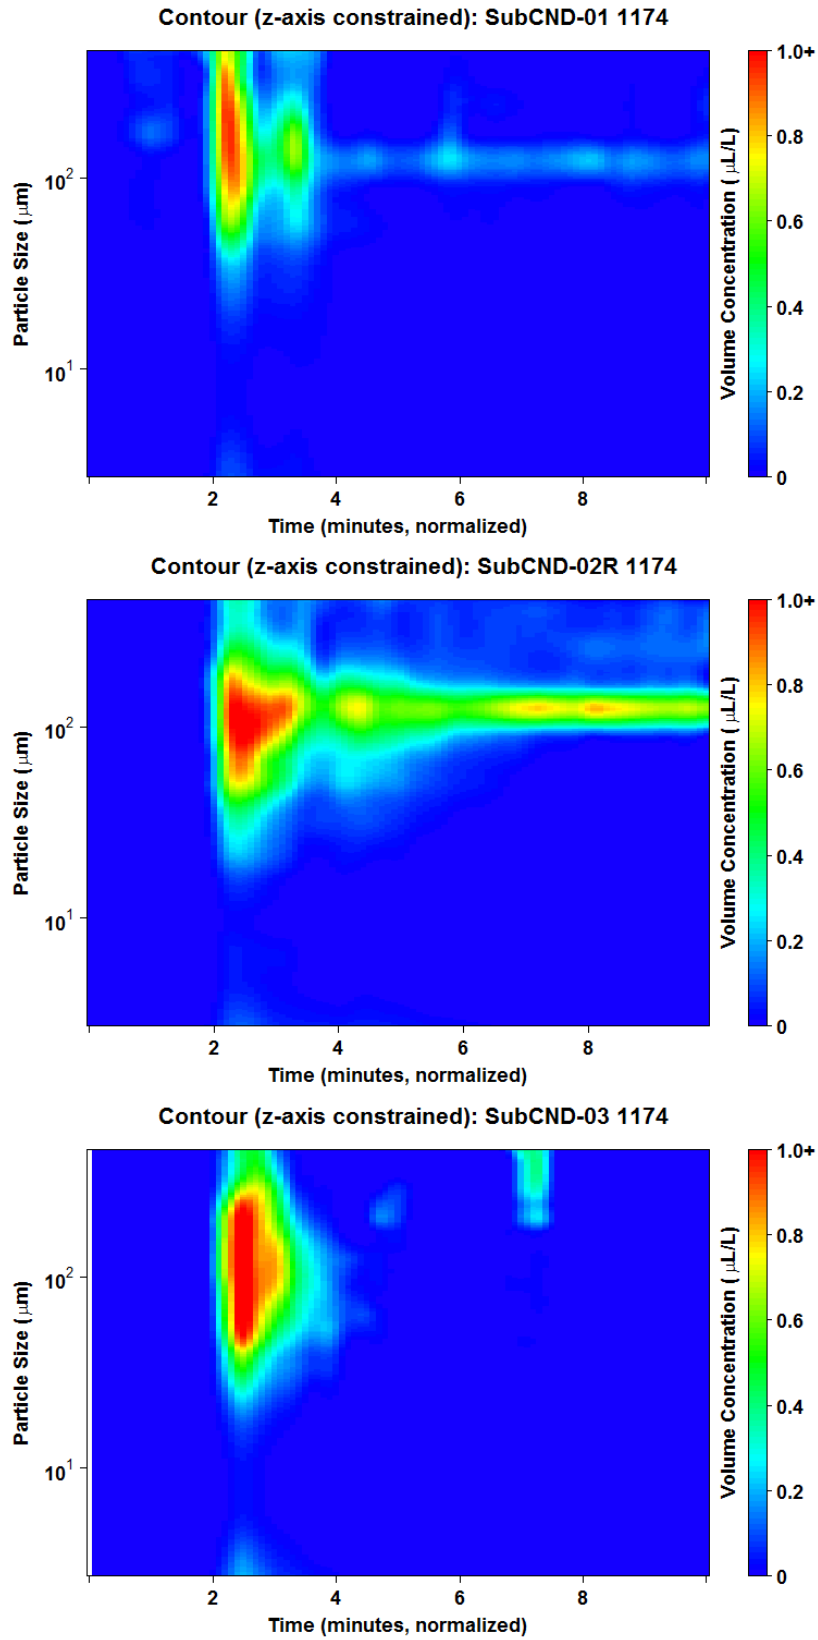 Contour (z-axis constrained): SubCND-01 1174
Particle Size (μm)
10²
10¹
2 4 6 8
Time (minutes, normalized)
Volume Concentration ( μL/L)
1.0+
0.8
0.6
0.4
0.2
0
Contour (z-axis constrained): SubCND-02R 1174
Particle Size (μm)
10²
10¹
2 4 6 8
Time (minutes, normalized)
Volume Concentration ( μL/L)
1.0+
0.8
0.6
0.4
0.2
0
Contour (z-axis constrained): SubCND-03 1174
Particle Size (μm)
10²
10¹
2 4 6 8
Time (minutes, normalized)
Volume Concentration ( μL/L)
1.0+
0.8
0.6
0.4
0.2
0